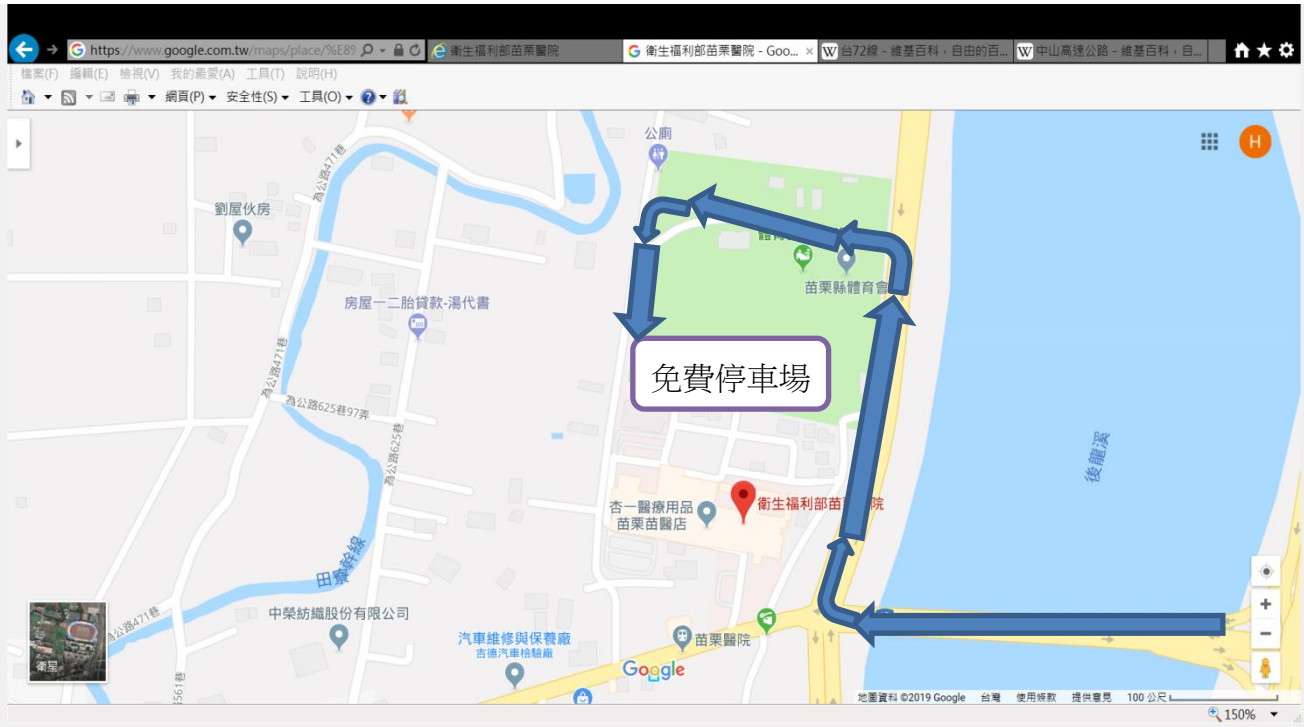 https://www.google.com.tw/maps/place/%E89
衛生福利部苗栗醫院
衛生福利部苗栗醫院 - Goo...
台72線 - 維基百科，自由的百...
中山高速公路 - 維基百科，自...
檔案(F) 編輯(E) 檢視(V) 我的最愛(A) 工具(T) 說明(H)
網頁(P) 安全性(S) 工具(O)
公廁
H
為公路471巷
劉屋伙房
苗栗縣體育會
房屋一二胎貸款-湯代書
為公路471巷
免費停車場
為公路625巷97弄
為公路625巷
後龍溪
杏一醫療用品
苗栗苗醫店
衛生福利部苗
院
田寮幹線
中榮紡織股份有限公司
為公路471巷
汽車維修與保養廠
吉德汽車檢驗廠
苗栗醫院
衛星
Google
561巷
地圖資料 ©2019 Google 台灣 使用條款 提供意見 100 公尺
150%